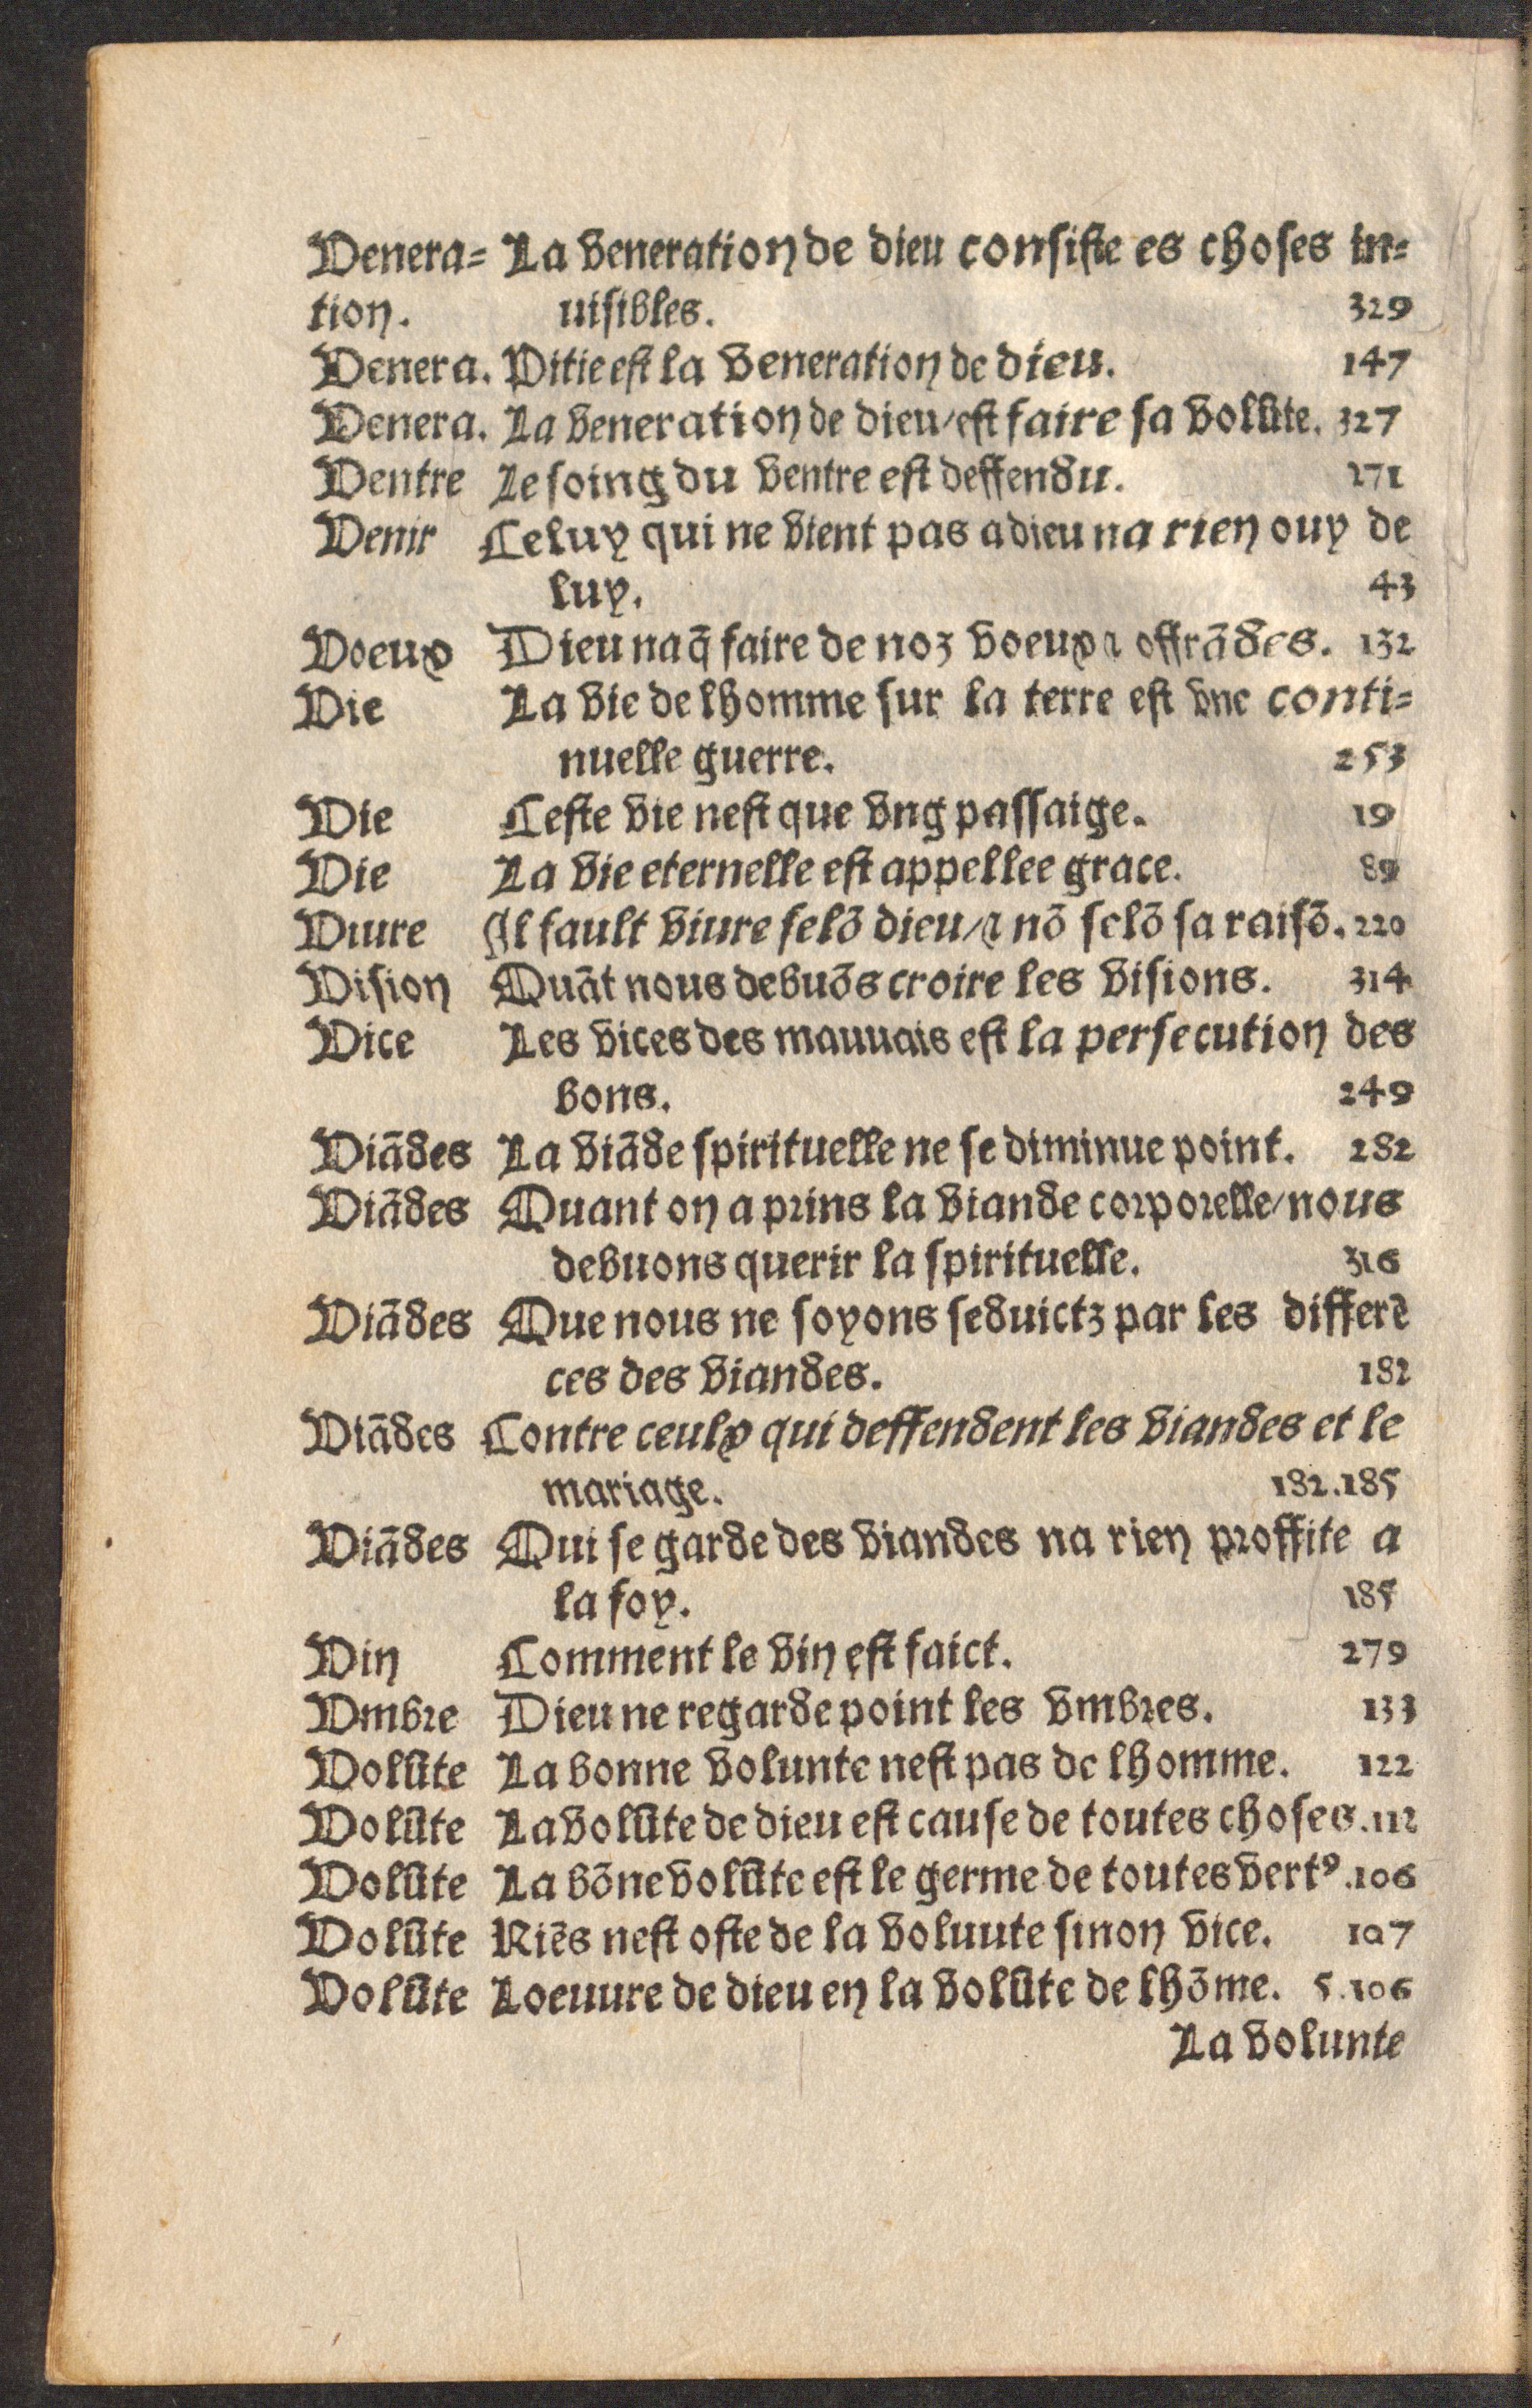 Venera= La veneration de dieu consiste es choses in=
tion. uisibles. 329
Venera. Pitie est la veneration de dieu. 147
Venera. La veneration de dieu/est faire sa volũte. 327
Ventre Le soing du ventre est deffendu. 171
Venir Celuy qui ne vient pas a dieu na rien ouy de
luy. 43
Voeux Dieu na q̃ faire de noz voeux ⁊ offrãdes. 132
Vie La vie de lhomme sur la terre est vne conti=
nuelle guerre. 253
Vie Ceste vie nest que vng passaige. 19
Vie La vie eternelle est appellee grace. 89
Viure Il fault viure selõ dieu/⁊ nõ selõ sa raisõ. 220
Vision Quãt nous debuõs croire les visions. 314
Vice Les vices des mauuais est la persecution des
bons. 249
Viãdes La viãde spirituelle ne se diminue point. 282
Viãdes Quant on a prins la viande corporelle/nous
debuons querir la spirituelle. 316
Viãdes Que nous ne soyons seduictz par les differẽ
ces des viandes. 182
Viãdes Contre ceulx qui deffendent les viandes et le
mariage. 182.185
Viãdes Qui se garde des viandes na rien proffite a
la foy. 185
Vin Comment le vin est faict. 279
Vmbre Dieu ne regarde point les vmbres. 133
Volũte La bonne volunte nest pas de lhomme. 122
Volũte La volũte de dieu est cause de toutes choses. 112
Volũte La bõne volũte est le germe de toutes vertꝰ. 106
Volũte Riẽs nest oste de la voluute sinon vice. 107
Volũte Loeuure de dieu en la volũte de lhõme. 5.106
La volunte